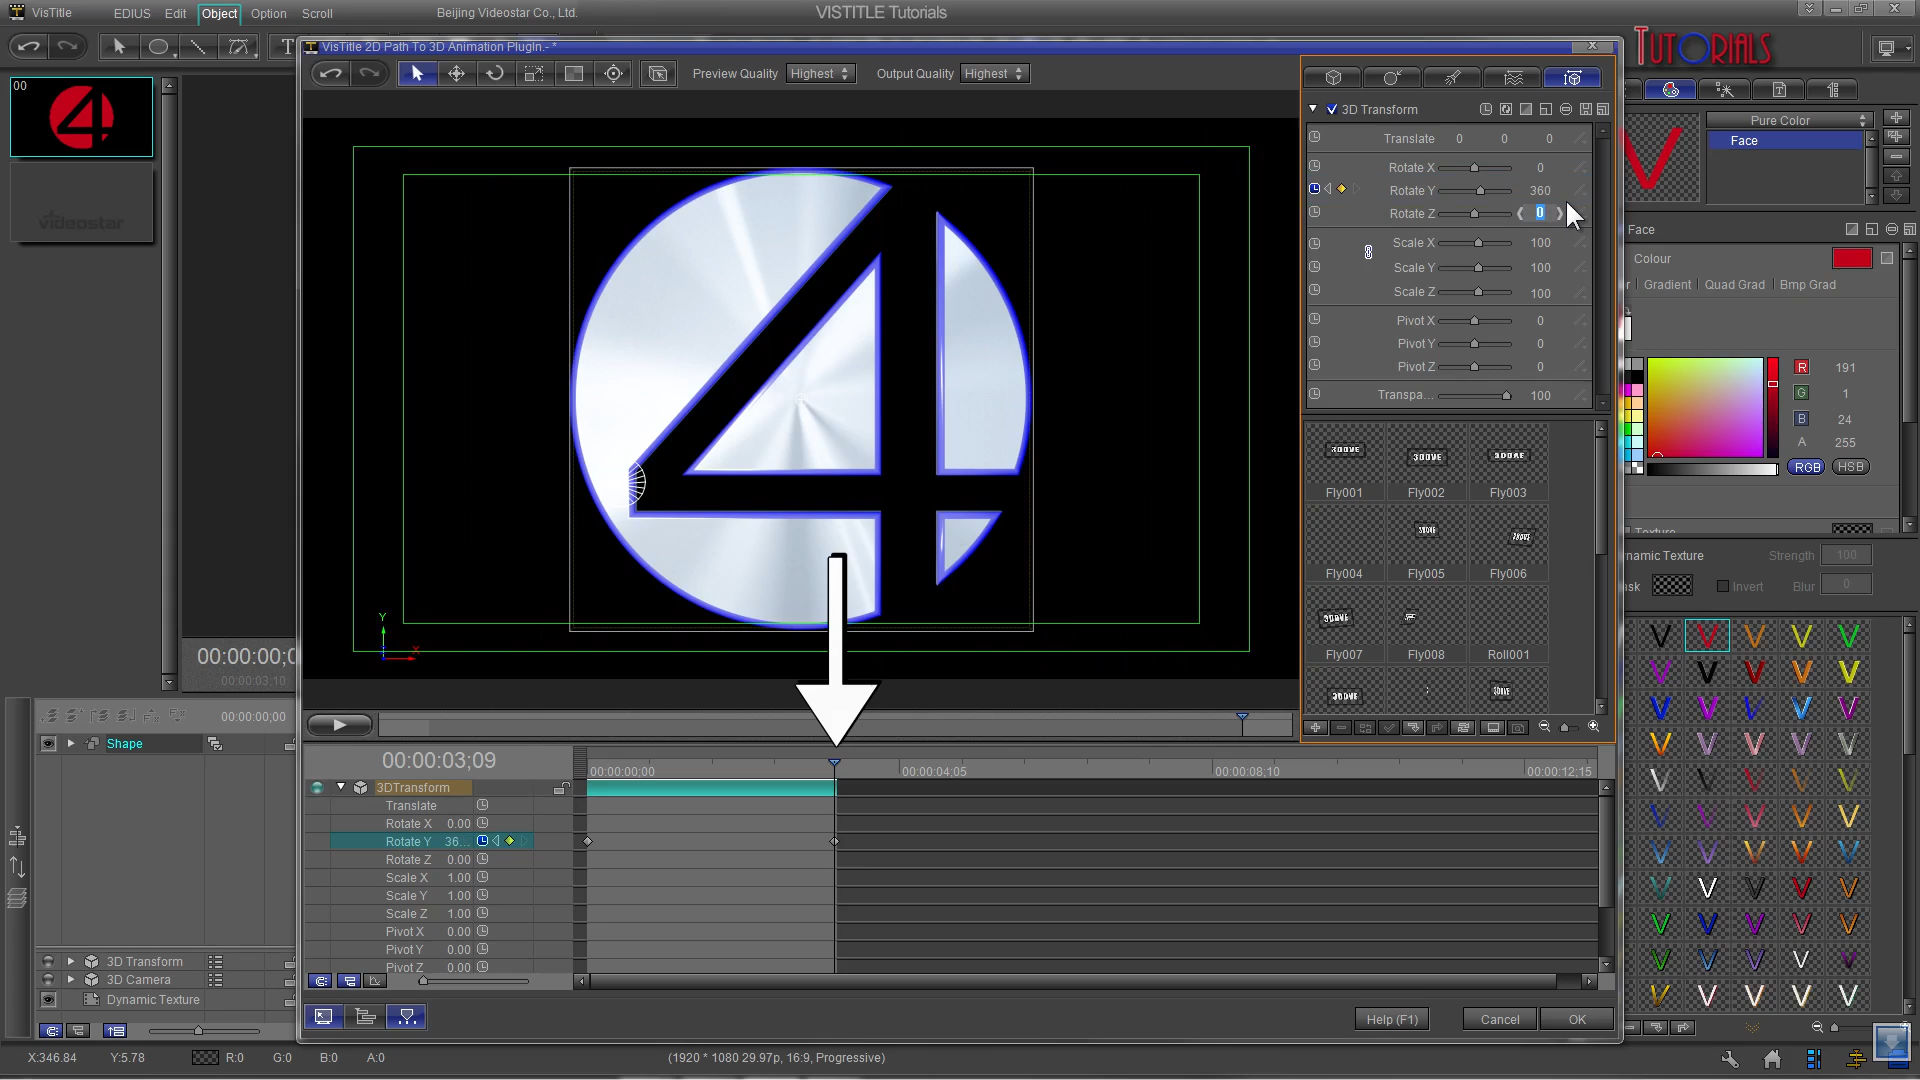 VisTitle EDIUS Edit Object Option Scroll Beijing Videostar Co., Ltd. VISTITLE Tutorials
TUTORIALS
VisTitle 2D Path To 3D Animation PlugIn.- *
Preview Quality Highest Output Quality Highest
00
videostar
3D Transform
Translate 0 0 0
Rotate X 0
Rotate Y 360
Rotate Z 0
Scale X 100
Scale Y 100
Scale Z 100
Pivot X 0
Pivot Y 0
Pivot Z 0
Transpa... 100
Fly001 Fly002 Fly003
Fly004 Fly005 Fly006
Fly007 Fly008 Roll001
Pure Color
Face
Face
Colour
Gradient Quad Grad Bmp Grad
R 191
G 1
B 24
A 255
RGB HSB
Texture
namic Texture Strength 100
ask Invert Blur 0
Y
X
4
00:00:00;0
00:00:03;10
00:00:00;00
Shape
3D Transform
3D Camera
Dynamic Texture
00:00:03;09
00:00:00;00 00:00:04;05 00:00:08;10 00:00:12;15
3DTransform
Translate
Rotate X 0.00
Rotate Y 36...
Rotate Z 0.00
Scale X 1.00
Scale Y 1.00
Scale Z 1.00
Pivot X 0.00
Pivot Y 0.00
Pivot Z 0.00
Help (F1) Cancel OK
X:346.84 Y:5.78 R:0 G:0 B:0 A:0 (1920 * 1080 29.97p, 16:9, Progressive)